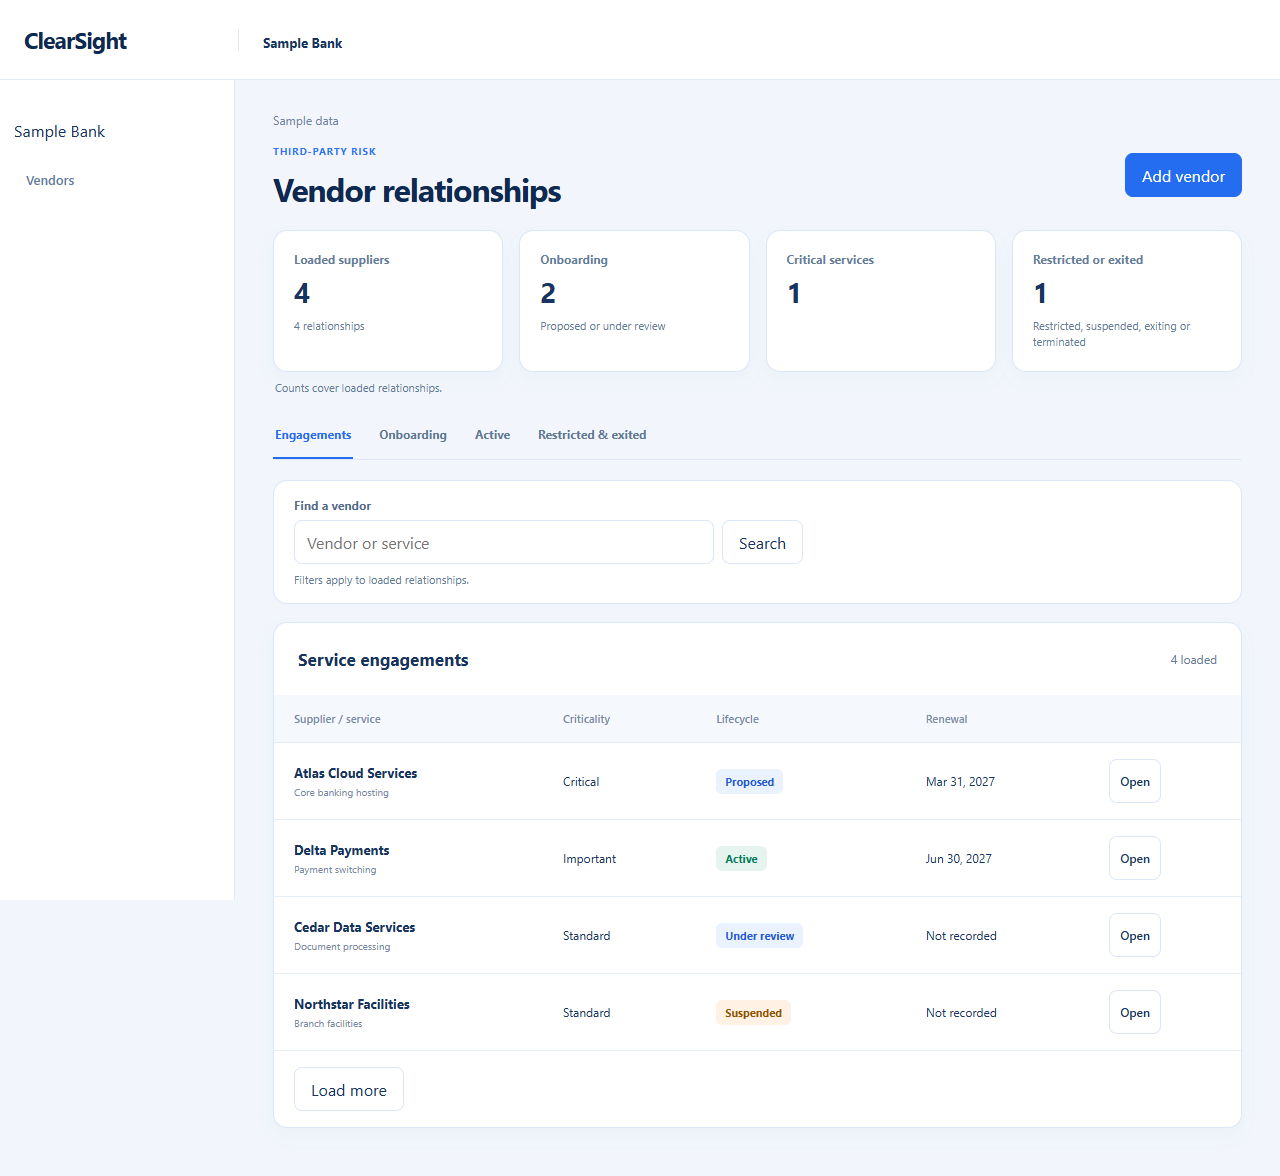 ClearSight
Sample Bank
Sample Bank
Vendors
Sample data
THIRD-PARTY RISK
Vendor relationships
Add vendor
Loaded suppliers
4
4 relationships
Onboarding
2
Proposed or under review
Critical services
1
Restricted or exited
1
Restricted, suspended, exiting or
terminated
Counts cover loaded relationships.
Engagements Onboarding Active Restricted & exited
Find a vendor
Vendor or service
Search
Filters apply to loaded relationships.
Service engagements
4 loaded
Supplier / service Criticality Lifecycle Renewal
Atlas Cloud Services
Core banking hosting
Critical Proposed Mar 31, 2027 Open
Delta Payments
Payment switching
Important Active Jun 30, 2027 Open
Cedar Data Services
Document processing
Standard Under review Not recorded Open
Northstar Facilities
Branch facilities
Standard Suspended Not recorded Open
Load more